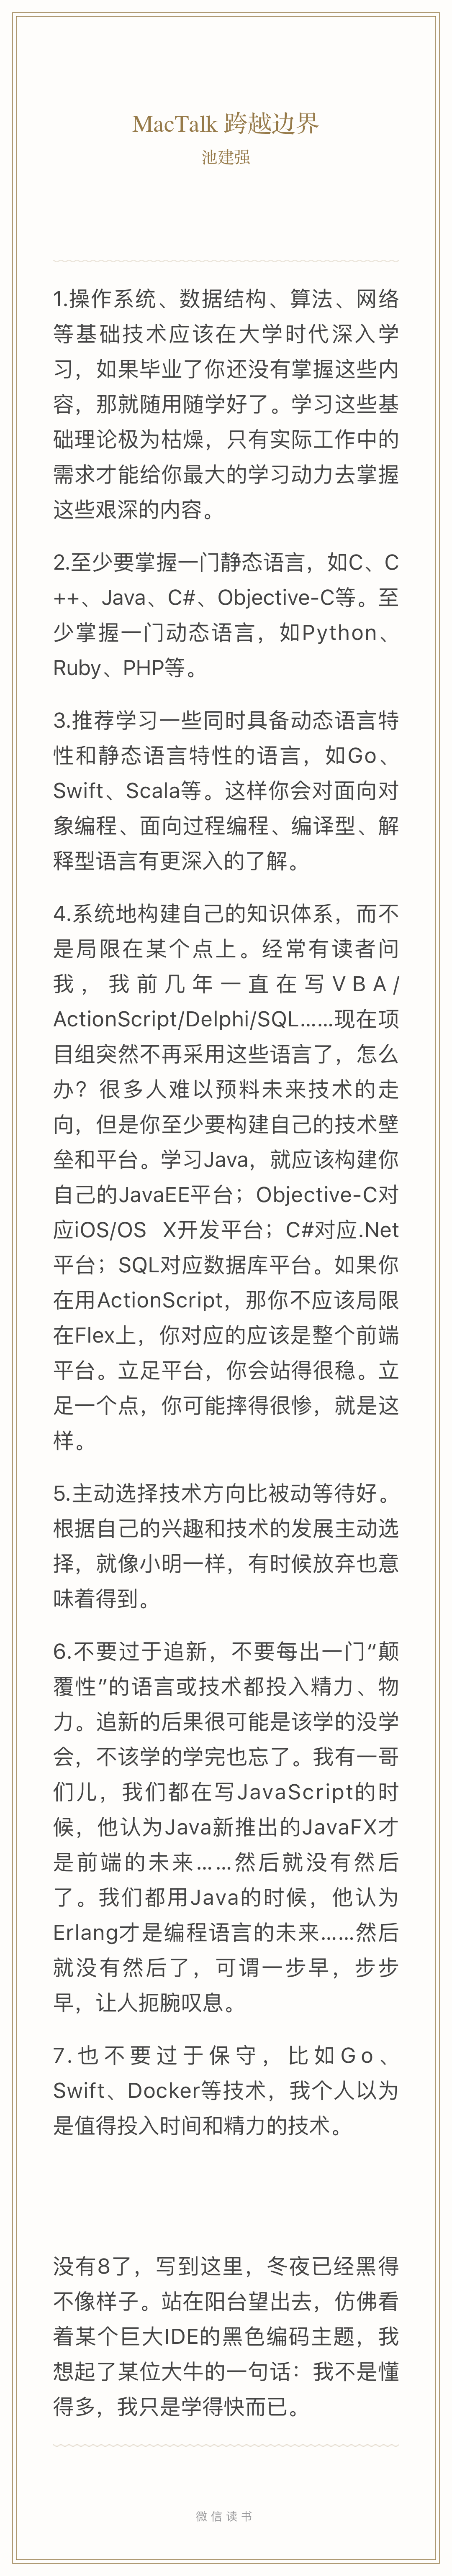 MacTalk 跨越边界
池建强
1.操作系统、数据结构、算法、网络
等基础技术应该在大学时代深入学
习，如果毕业了你还没有掌握这些内
容，那就随用随学好了。学习这些基
础理论极为枯燥，只有实际工作中的
需求才能给你最大的学习动力去掌握
这些艰深的内容。
2.至少要掌握一门静态语言，如C、C
++、Java、C#、Objective-C等。至
少掌握一门动态语言，如Python、
Ruby、PHP等。
3.推荐学习一些同时具备动态语言特
性和静态语言特性的语言，如Go、
Swift、Scala等。这样你会对面向对
象编程、面向过程编程、编译型、解
释型语言有更深入的了解。
4.系统地构建自己的知识体系，而不
是局限在某个点上。经常有读者问
我，我前几年一直在写VBA/
ActionScript/Delphi/SQL……现在项
目组突然不再采用这些语言了，怎么
办？很多人难以预料未来技术的走
向，但是你至少要构建自己的技术壁
垒和平台。学习Java，就应该构建你
自己的JavaEE平台；Objective-C对
应iOS/OS X开发平台；C#对应.Net
平台；SQL对应数据库平台。如果你
在用ActionScript，那你不应该局限
在Flex上，你对应的应该是整个前端
平台。立足平台，你会站得很稳。立
足一个点，你可能摔得很惨，就是这
样。
5.主动选择技术方向比被动等待好。
根据自己的兴趣和技术的发展主动选
择，就像小明一样，有时候放弃也意
味着得到。
6.不要过于追新，不要每出一门“颠
覆性”的语言或技术都投入精力、物
力。追新的后果很可能是该学的没学
会，不该学的学完也忘了。我有一哥
们儿，我们都在写JavaScript的时
候，他认为Java新推出的JavaFX才
是前端的未来……然后就没有然后
了。我们都用Java的时候，他认为
Erlang才是编程语言的未来……然后
就没有然后了，可谓一步早，步步
早，让人扼腕叹息。
7.也不要过于保守，比如Go、
Swift、Docker等技术，我个人以为
是值得投入时间和精力的技术。
没有8了，写到这里，冬夜已经黑得
不像样子。站在阳台望出去，仿佛看
着某个巨大IDE的黑色编码主题，我
想起了某位大牛的一句话：我不是懂
得多，我只是学得快而已。
微信读书